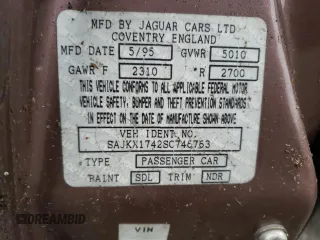 MFD BY JAGUAR CARS LTD
COVENTRY ENGLAND
MFD DATE 5/95 GVWR 5010
GAWR F 2310 "R 2700
THIS VEHICLE CONFORMS TO ALL APPLICABLE FEDERAL MOTOR
VEHICLE SAFETY, BUMPER AND THEFT PREVENTION STANDARDS
IN EFFECT ON THE DATE OF MANUFACTURE SHOWN ABOVE.
VEH IDENT NO.
SAJKX1742SC746763
TYPE PASSENGER CAR
PAINT SDL TRIM NDR
VIN
DREAMBID